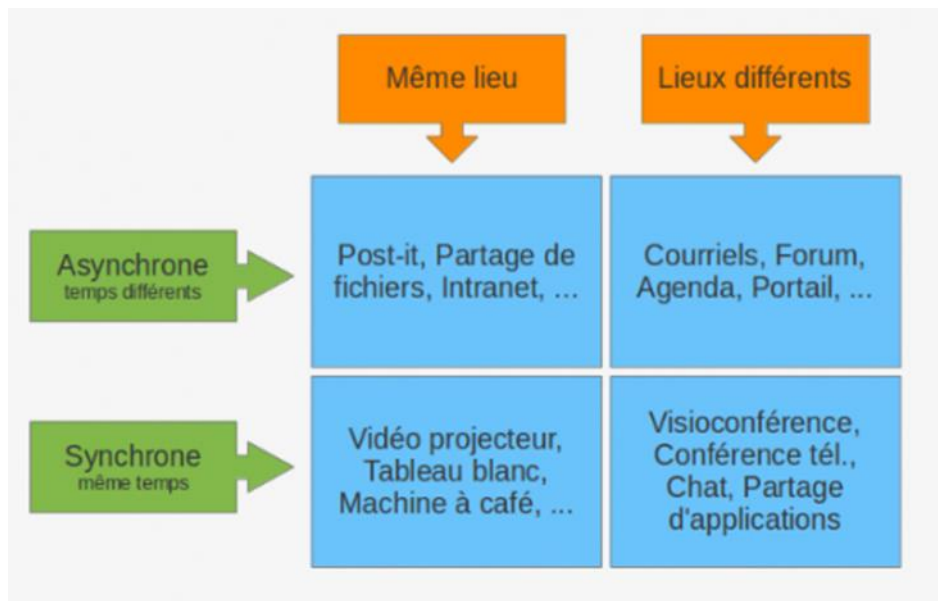 Même lieu
Lieux différents
Asynchrone
temps différents
Post-it, Partage de
fichiers, Intranet, ...
Courriels, Forum,
Agenda, Portail, ...
Synchrone
même temps
Vidéo projecteur,
Tableau blanc,
Machine à café, ...
Visioconférence,
Conférence tél.,
Chat, Partage
d'applications